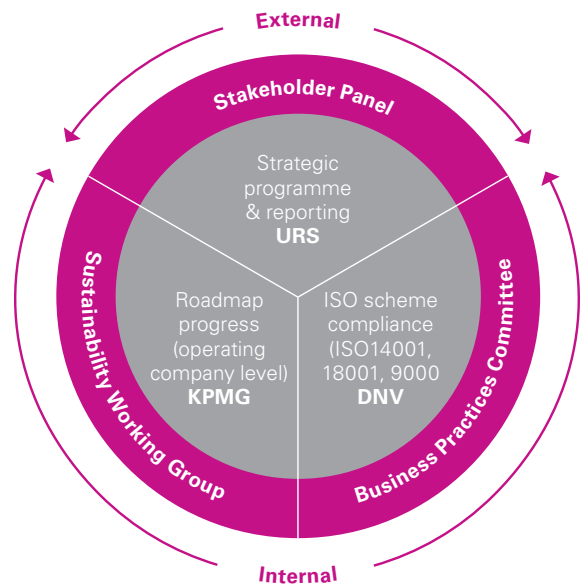 External
Stakeholder Panel
Strategic
programme
& reporting
URS
Sustainability Working Group
Roadmap
progress
(operating
company level)
KPMG
ISO scheme
compliance
(ISO14001,
18001, 9000
DNV
Business Practices Committee
Internal